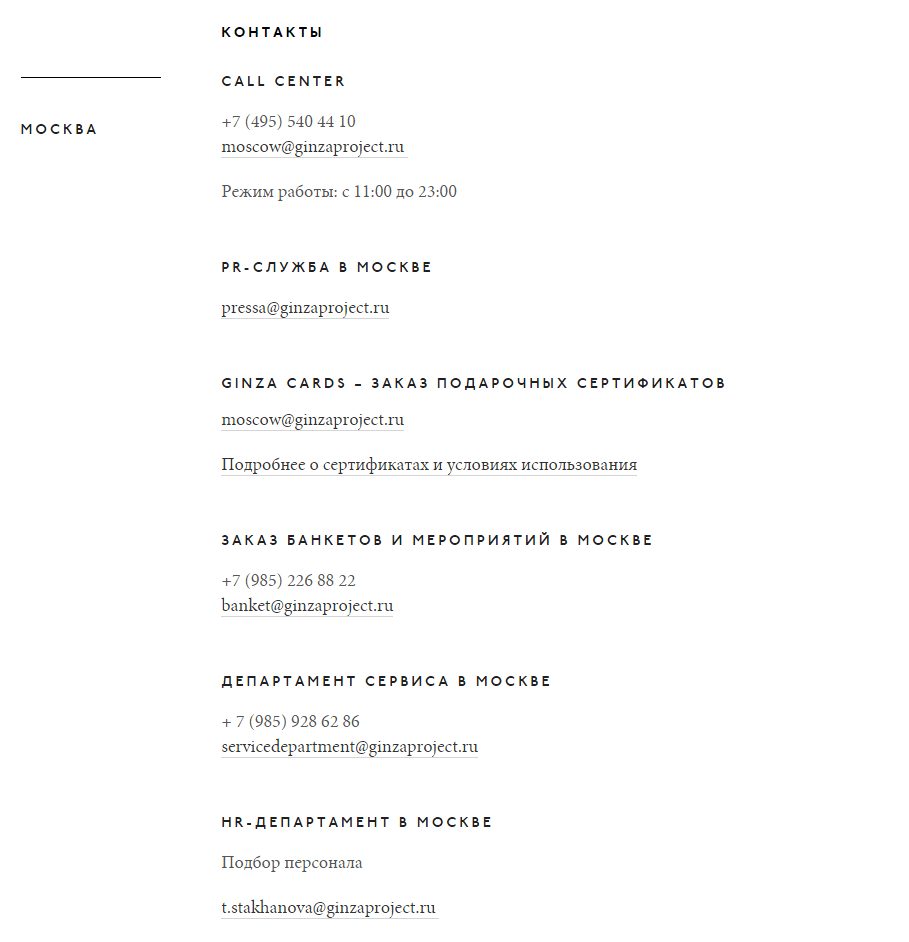 КОНТАКТЫ
CALL CENTER
МОСКВА
+7 (495) 540 44 10
moscow@ginzaproject.ru
Режим работы: с 11:00 до 23:00
PR-СЛУЖБА В МОСКВЕ
pressa@ginzaproject.ru
GINZA CARDS – ЗАКАЗ ПОДАРОЧНЫХ СЕРТИФИКАТОВ
moscow@ginzaproject.ru
Подробнее о сертификатах и условиях использования
ЗАКАЗ БАНКЕТОВ И МЕРОПРИЯТИЙ В МОСКВЕ
+7 (985) 226 88 22
banket@ginzaproject.ru
ДЕПАРТАМЕНТ СЕРВИСА В МОСКВЕ
+ 7 (985) 928 62 86
servicedepartment@ginzaproject.ru
HR-ДЕПАРТАМЕНТ В МОСКВЕ
Подбор персонала
t.stakhanova@ginzaproject.ru